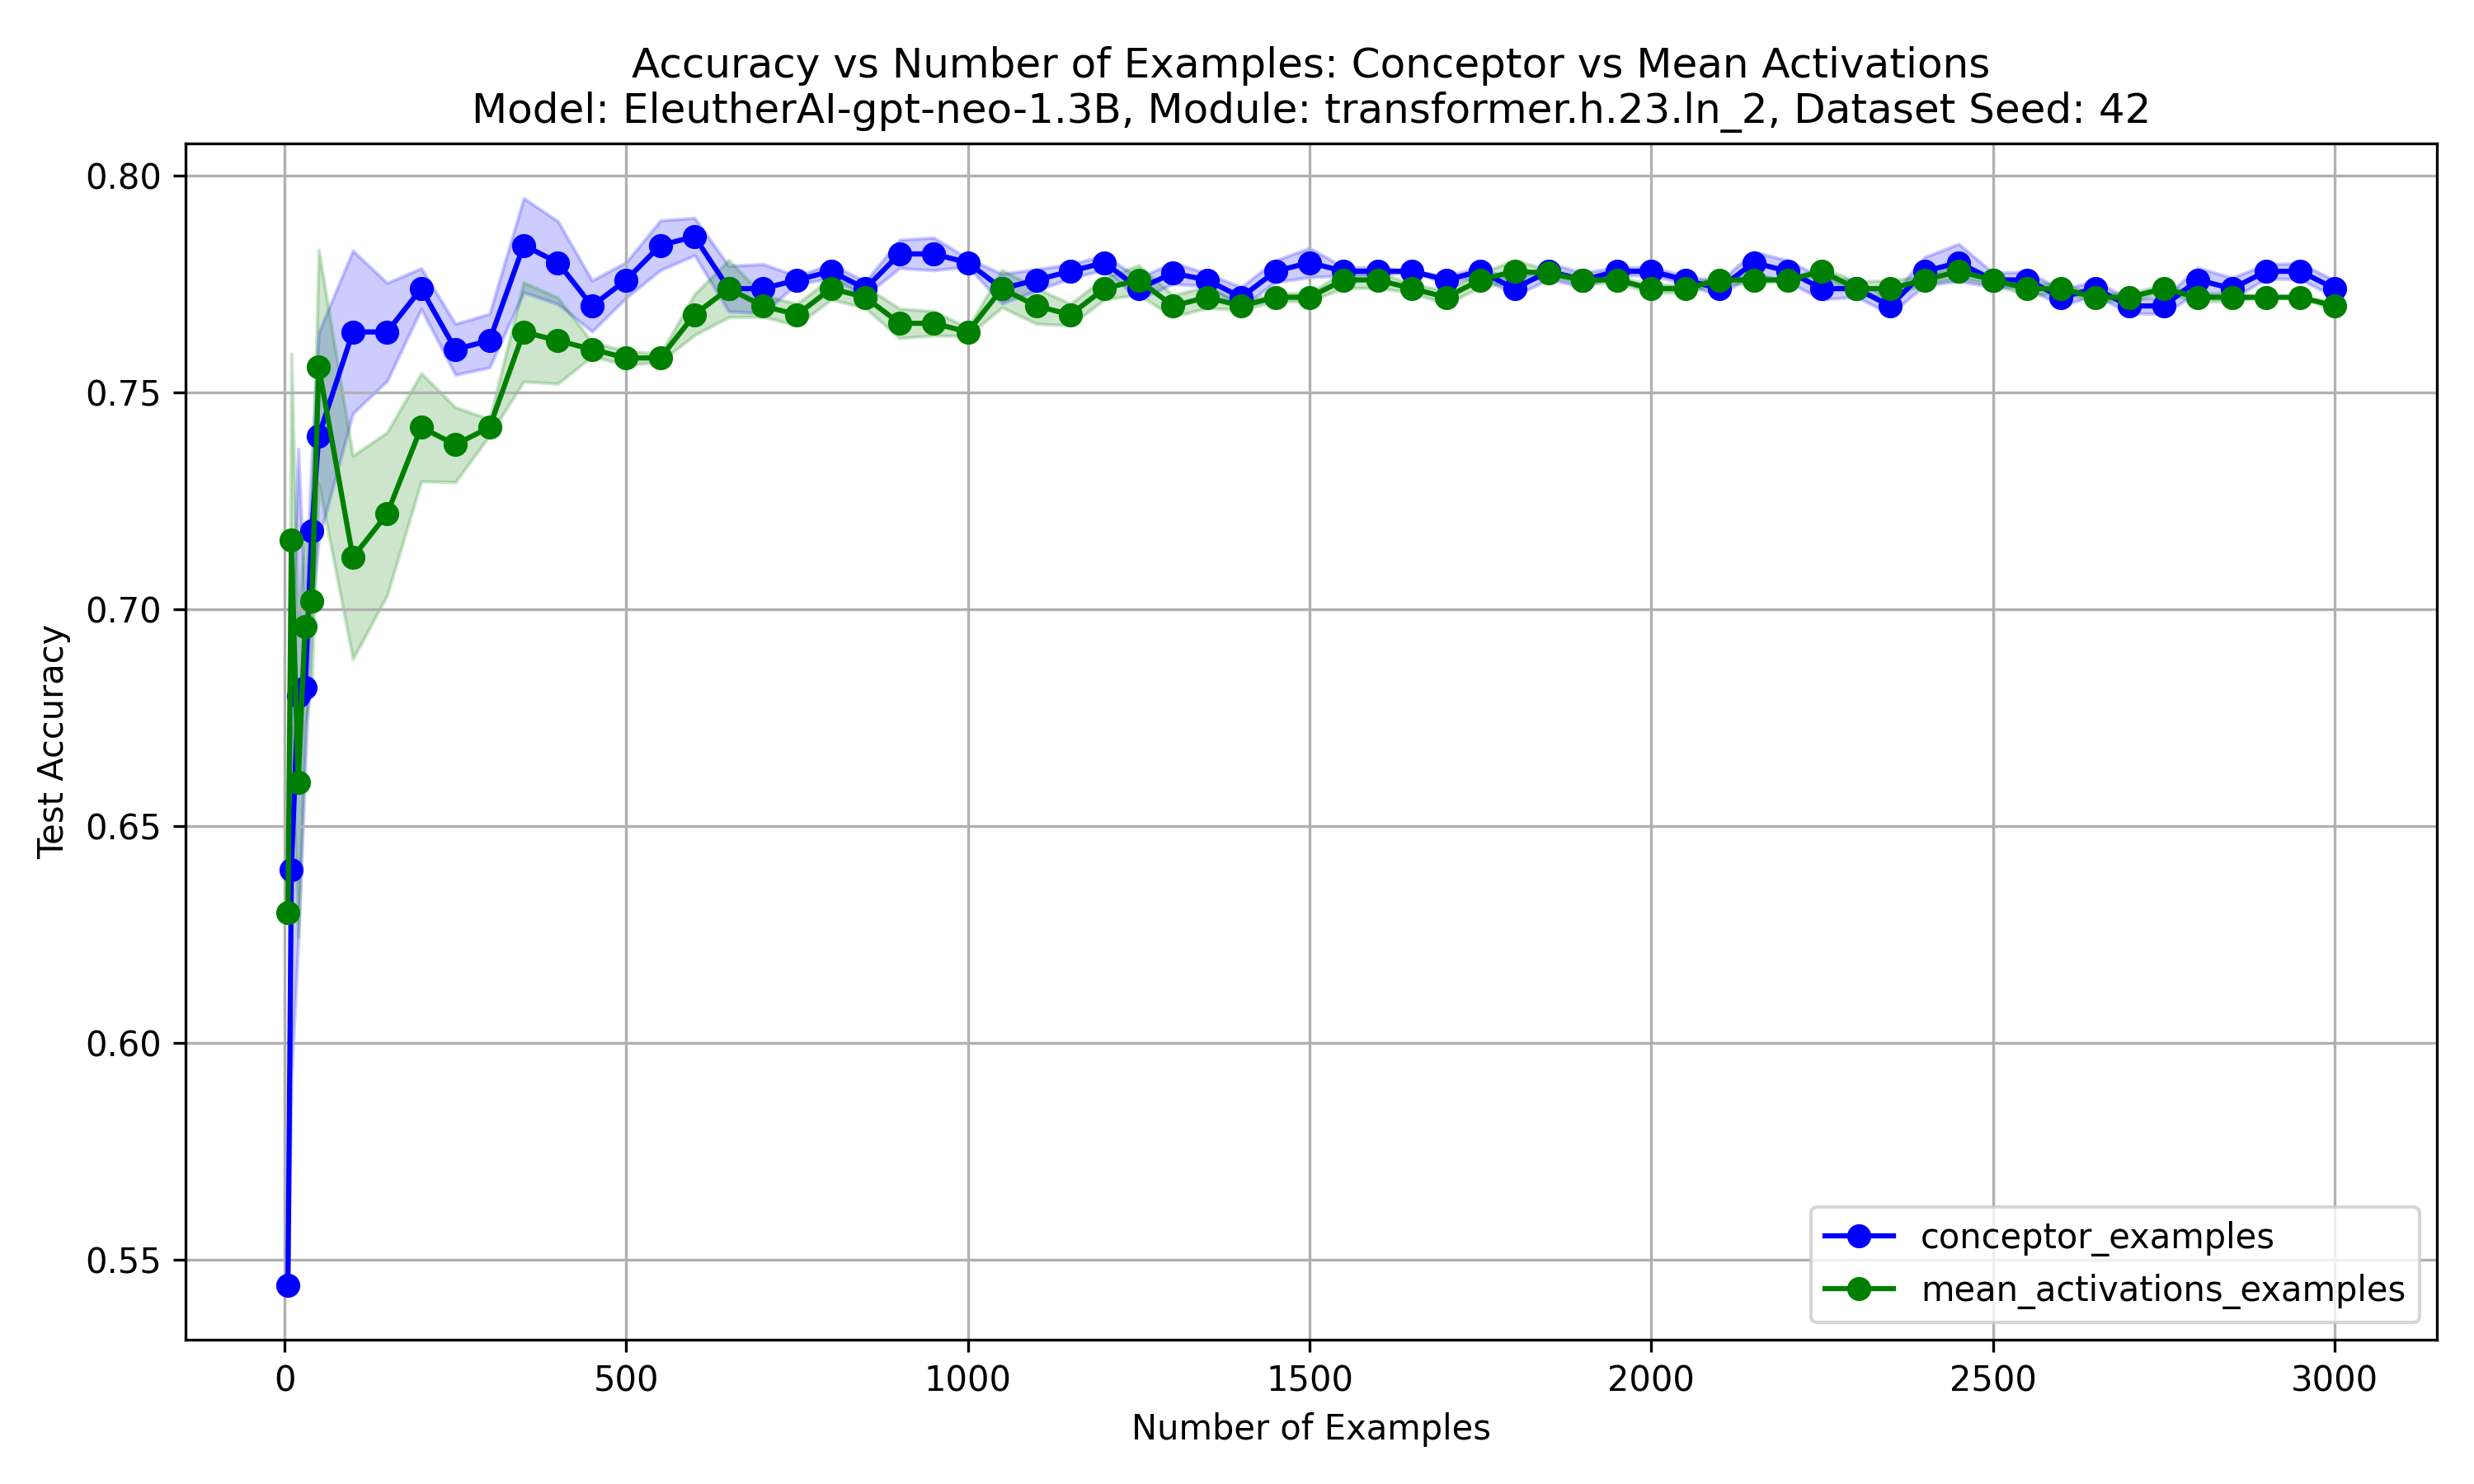 Accuracy vs Number of Examples: Conceptor vs Mean Activations
Model: EleutherAI-gpt-neo-1.3B, Module: transformer.h.23.ln_2, Dataset Seed: 42
0.80
0.75
0.70
0.65
0.60
0.55
Test Accuracy
0 500 1000 1500 2000 2500 3000
Number of Examples
conceptor_examples
mean_activations_examples